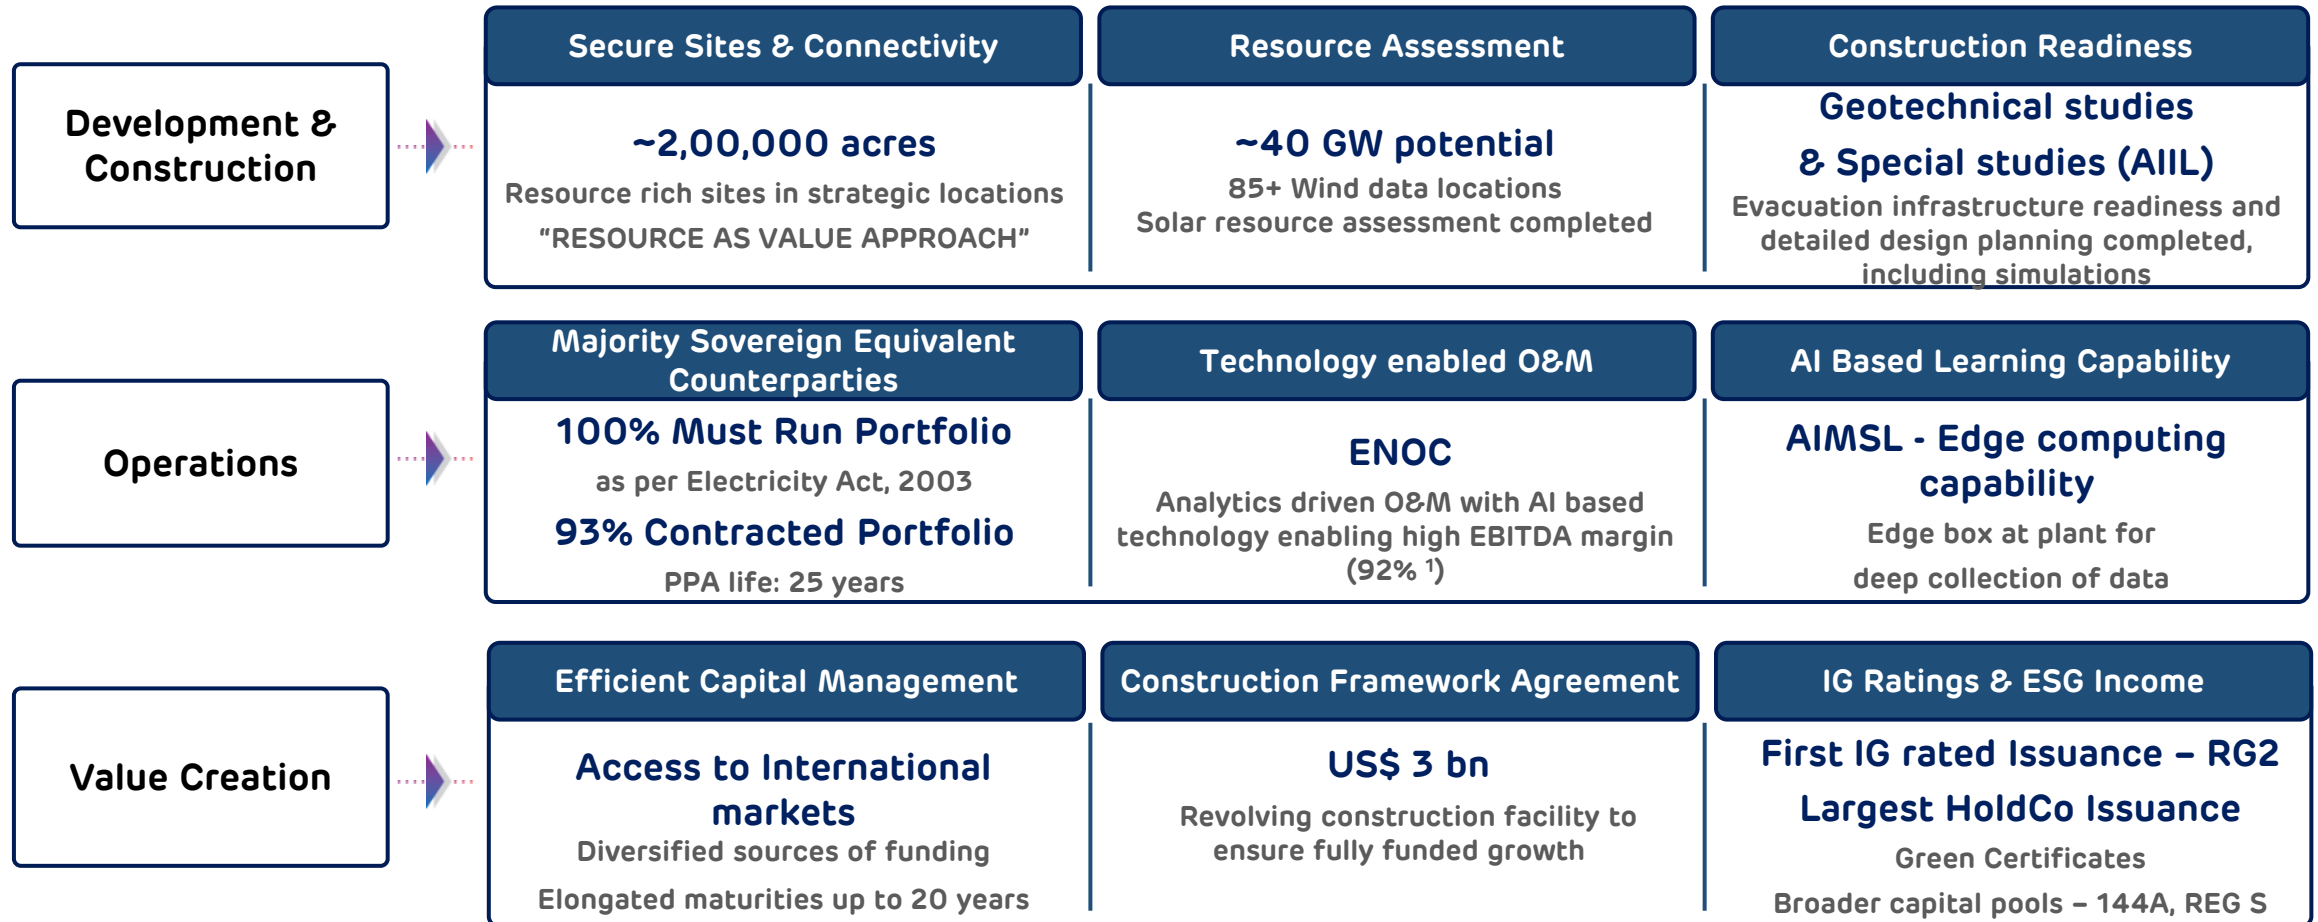 Development &
Construction
Secure Sites & Connectivity
~2,00,000 acres
Resource rich sites in strategic locations
“RESOURCE AS VALUE APPROACH”
Resource Assessment
~40 GW potential
85+ Wind data locations
Solar resource assessment completed
Construction Readiness
Geotechnical studies
& Special studies (AIIL)
Evacuation infrastructure readiness and
detailed design planning completed,
including simulations
Operations
Majority Sovereign Equivalent
Counterparties
100% Must Run Portfolio
as per Electricity Act, 2003
93% Contracted Portfolio
PPA life: 25 years
Technology enabled O&M
ENOC
Analytics driven O&M with AI based
technology enabling high EBITDA margin
(92% ¹)
AI Based Learning Capability
AIMSL - Edge computing
capability
Edge box at plant for
deep collection of data
Value Creation
Efficient Capital Management
Access to International
markets
Diversified sources of funding
Elongated maturities up to 20 years
Construction Framework Agreement
US$ 3 bn
Revolving construction facility to
ensure fully funded growth
IG Ratings & ESG Income
First IG rated Issuance – RG2
Largest HoldCo Issuance
Green Certificates
Broader capital pools – 144A, REG S